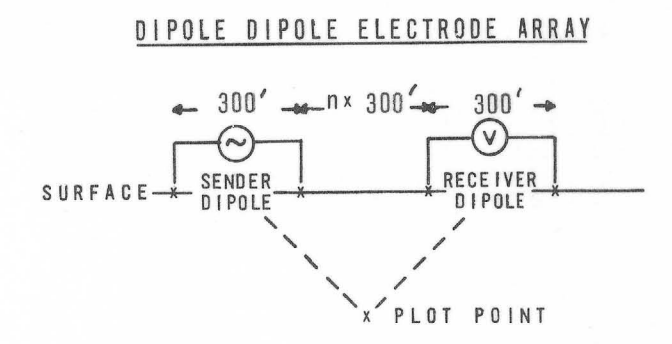 DIPOLE DIPOLE ELECTRODE ARRAY
300' n x 300' 300'
~ V
SURFACE x SENDER DIPOLE x x RECEIVER DIPOLE x
x PLOT POINT